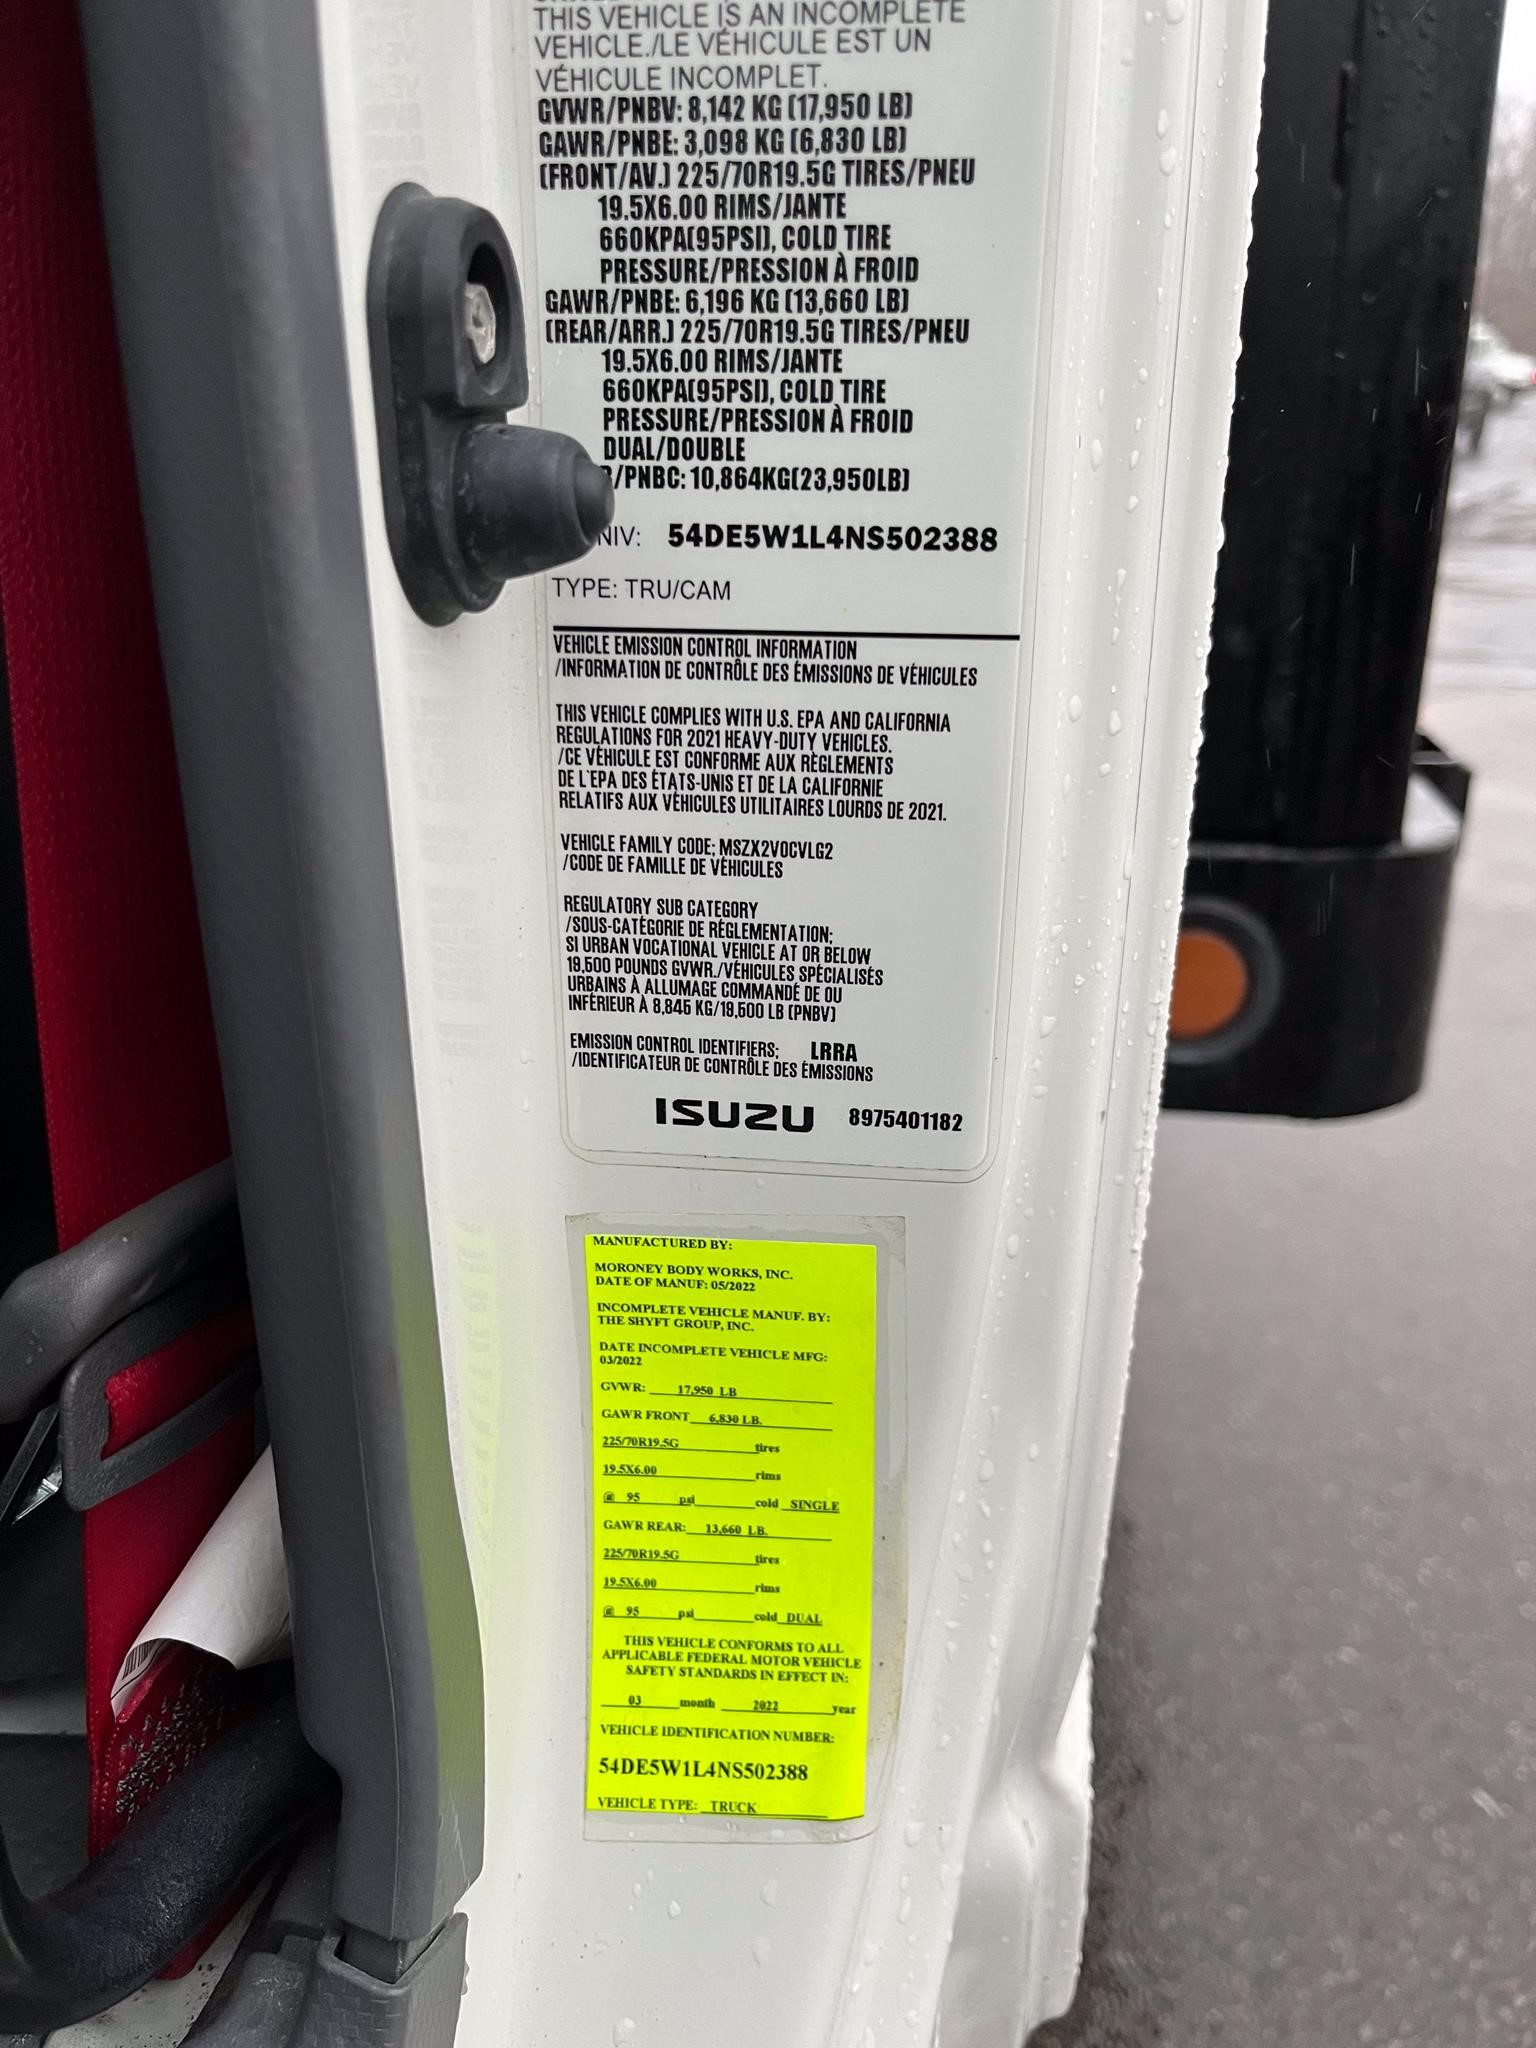 THIS VEHICLE IS AN INCOMPLETE
VEHICLE./LE VÉHICULE EST UN
VÉHICULE INCOMPLET.
GVWR/PNBV: 8,142 KG (17,950 LB)
GAWR/PNBE: 3,098 KG (6,830 LB)
(FRONT/AV.) 225/70R19.5G TIRES/PNEU
19.5X6.00 RIMS/JANTE
660KPA(95PSI), COLD TIRE
PRESSURE/PRESSION À FROID
GAWR/PNBE: 6,196 KG (13,660 LB)
(REAR/ARR.) 225/70R19.5G TIRES/PNEU
19.5X6.00 RIMS/JANTE
660KPA(95PSI), COLD TIRE
PRESSURE/PRESSION À FROID
DUAL/DOUBLE
/PNBC: 10,864KG(23,950LB)
NIV: 54DE5W1L4NS502388
TYPE: TRU/CAM
VEHICLE EMISSION CONTROL INFORMATION
/INFORMATION DE CONTRÔLE DES ÉMISSIONS DE VÉHICULES
THIS VEHICLE COMPLIES WITH U.S. EPA AND CALIFORNIA
REGULATIONS FOR 2021 HEAVY-DUTY VEHICLES.
/CE VÉHICULE EST CONFORME AUX RÈGLEMENTS
DE L'EPA DES ÉTATS-UNIS ET DE LA CALIFORNIE
RELATIFS AUX VÉHICULES UTILITAIRES LOURDS DE 2021.
VEHICLE FAMILY CODE; MSZX2VOCVLG2
/CODE DE FAMILLE DE VÉHICULES
REGULATORY SUB CATEGORY
/SOUS-CATÉGORIE DE RÉGLEMENTATION;
SI URBAN VOCATIONAL VEHICLE AT OR BELOW
19,500 POUNDS GVWR./VÉHICULES SPÉCIALISÉS
URBAINS À ALLUMAGE COMMANDÉ DE OU
INFÉRIEUR À 8,845 KG/19,500 LB (PNBV)
EMISSION CONTROL IDENTIFIERS; LRRA
/IDENTIFICATEUR DE CONTRÔLE DES ÉMISSIONS
ISUZU 8975401182
MANUFACTURED BY:
MORONEY BODY WORKS, INC.
DATE OF MANUF: 05/2022
INCOMPLETE VEHICLE MANUF. BY:
THE SHYFT GROUP, INC.
DATE INCOMPLETE VEHICLE MFG:
03/2022
GVWR: 17,950 LB
GAWR FRONT 6,830 LB.
225/70R19.5G tires
19.5X6.00 rims
@ 95 psi cold SINGLE
GAWR REAR: 13,660 LB.
225/70R19.5G tires
19.5X6.00 rims
@ 95 psi cold DUAL
THIS VEHICLE CONFORMS TO ALL
APPLICABLE FEDERAL MOTOR VEHICLE
SAFETY STANDARDS IN EFFECT IN:
03 month 2022 year
VEHICLE IDENTIFICATION NUMBER:
54DE5W1L4NS502388
VEHICLE TYPE: TRUCK